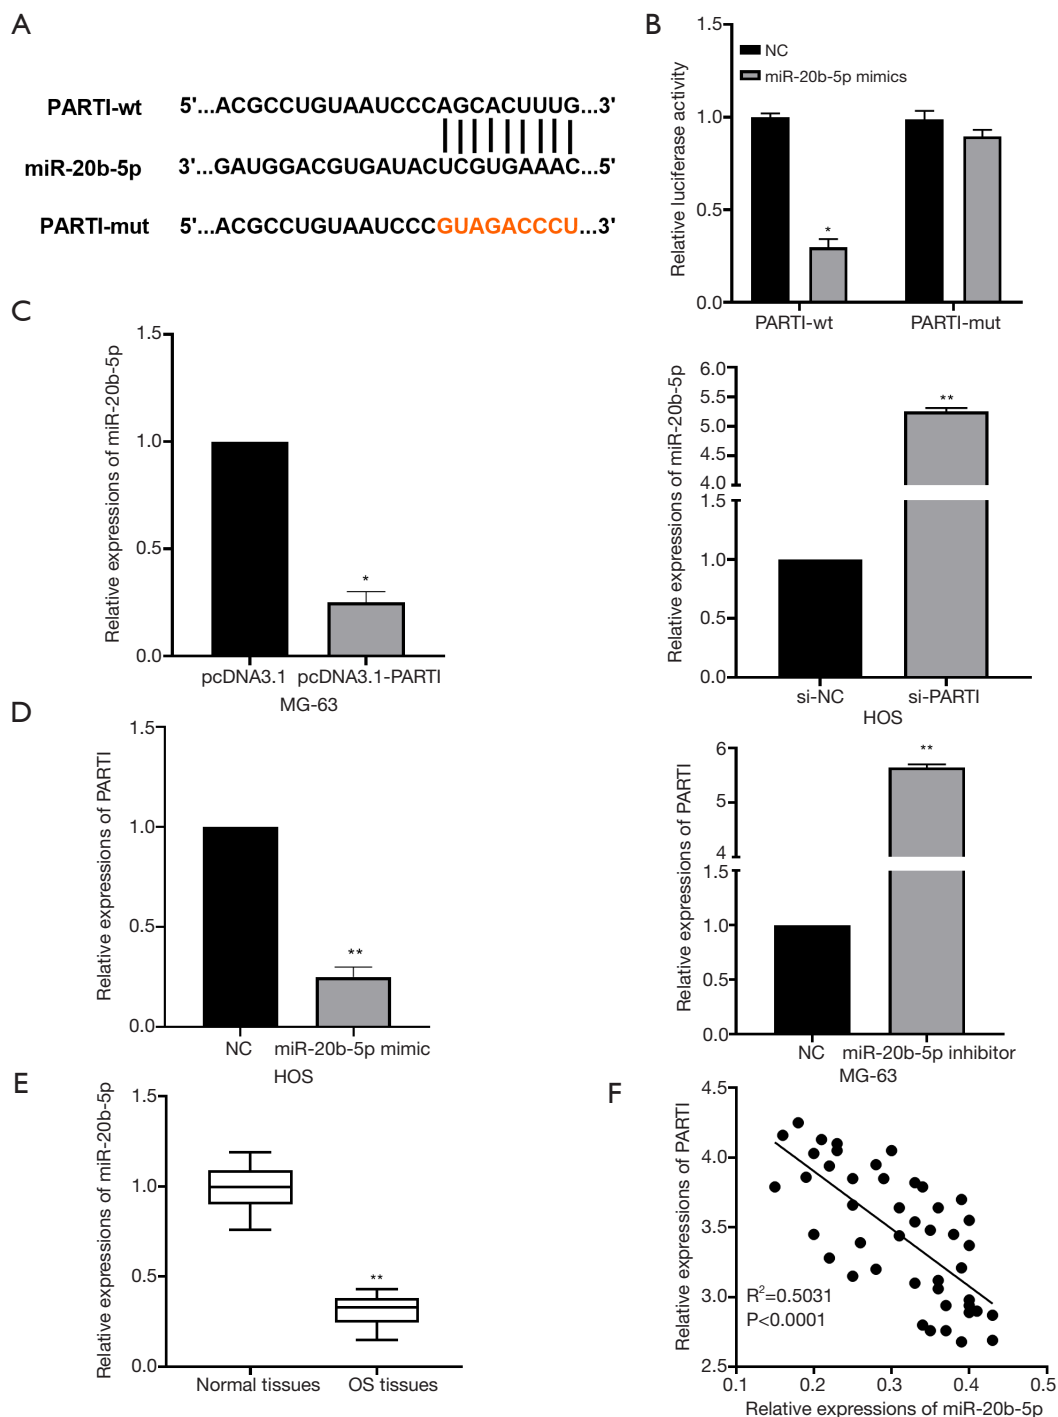 A
PARTI-wt 5'...ACGCCUGUAAUCCCAGCACUUUG...3'
miR-20b-5p 3'...GAUGGACGUGAUACUCGUGAAAC...5'
PARTI-mut 5'...ACGCCUGUAAUCCCGUAGACCCU...3'
B
Relative luciferase activity
1.5
1.0
0.5
0.0
NC
miR-20b-5p mimics
*
PARTI-wt PARTI-mut
C
Relative expressions of miR-20b-5p
1.5
1.0
0.5
0.0
*
pcDNA3.1 pcDNA3.1-PARTI
MG-63
Relative expressions of miR-20b-5p
6.0
5.5
5.0
4.5
4.0
1.5
1.0
0.5
0.0
**
si-NC si-PARTI
HOS
D
Relative expressions of PARTI
1.5
1.0
0.5
0.0
**
NC miR-20b-5p mimic
HOS
Relative expressions of PARTI
6
5
4
1.5
1.0
0.5
0.0
**
NC miR-20b-5p inhibitor
MG-63
E
Relative expressions of miR-20b-5p
1.5
1.0
0.5
0.0
**
Normal tissues OS tissues
F
Relative expressions of PARTI
4.5
4.0
3.5
3.0
2.5
R²=0.5031
P<0.0001
0.1 0.2 0.3 0.4 0.5
Relative expressions of miR-20b-5p